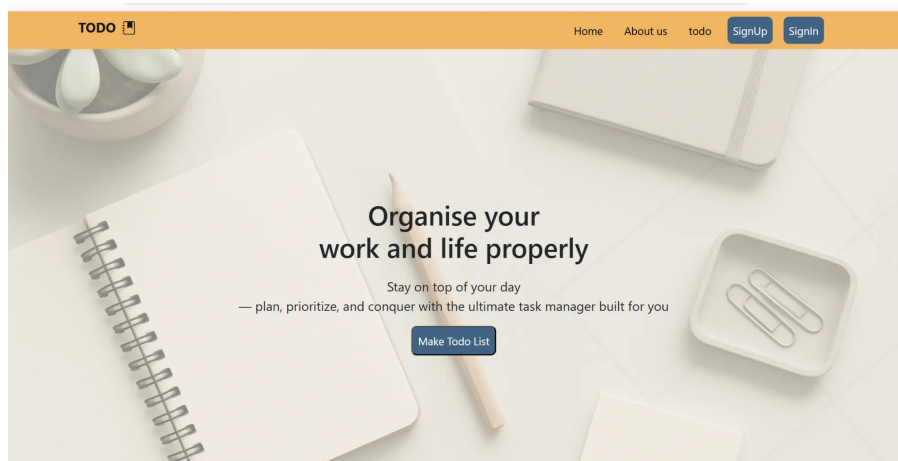 TODO
Home About us todo SignUp SignIn
Organise your
work and life properly
Stay on top of your day
— plan, prioritize, and conquer with the ultimate task manager built for you
Make Todo List